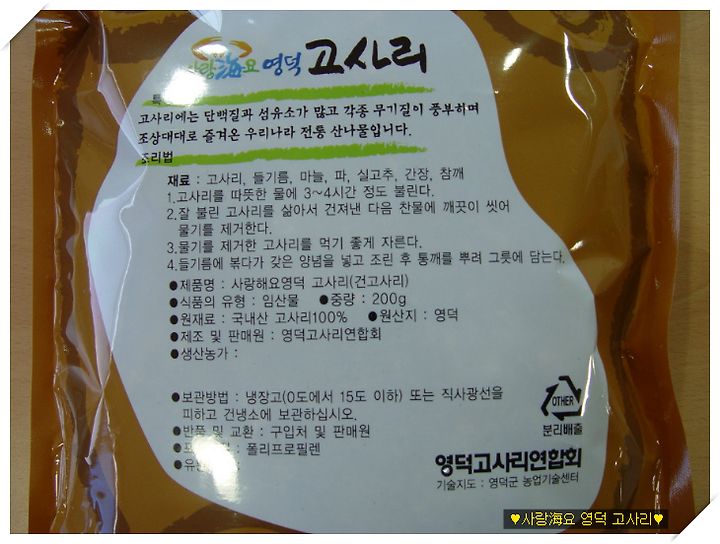 사랑海요 영덕 고사리
특
고사리에는 단백질과 섬유소가 많고 각종 무기질이 풍부하며
조상대대로 즐겨온 우리나라 전통 산나물입니다.
조리법
재료 : 고사리, 들기름, 마늘, 파, 실고추, 간장, 참깨
1.고사리를 따뜻한 물에 3~4시간 정도 불린다.
2.잘 불린 고사리를 삶아서 건져낸 다음 찬물에 깨끗이 씻어
물기를 제거한다.
3.물기를 제거한 고사리를 먹기 좋게 자른다.
4.들기름에 볶다가 갖은 양념을 넣고 조린 후 통깨를 뿌려 그릇에 담는다.
●제품명 : 사랑해요영덕 고사리(건고사리)
●식품의 유형 : 임산물 ●중량 : 200g
●원재료 : 국내산 고사리100% ●원산지 : 영덕
●제조 및 판매원 : 영덕고사리연합회
●생산농가 :
●보관방법 : 냉장고(0도에서 15도 이하) 또는 직사광선을
피하고 건냉소에 보관하십시오.
●반품 및 교환 : 구입처 및 판매원
: 폴리프로필렌
●유
OTHER
분리배출
영덕고사리연합회
기술지도 : 영덕군 농업기술센터
♥사랑海요 영덕 고사리♥